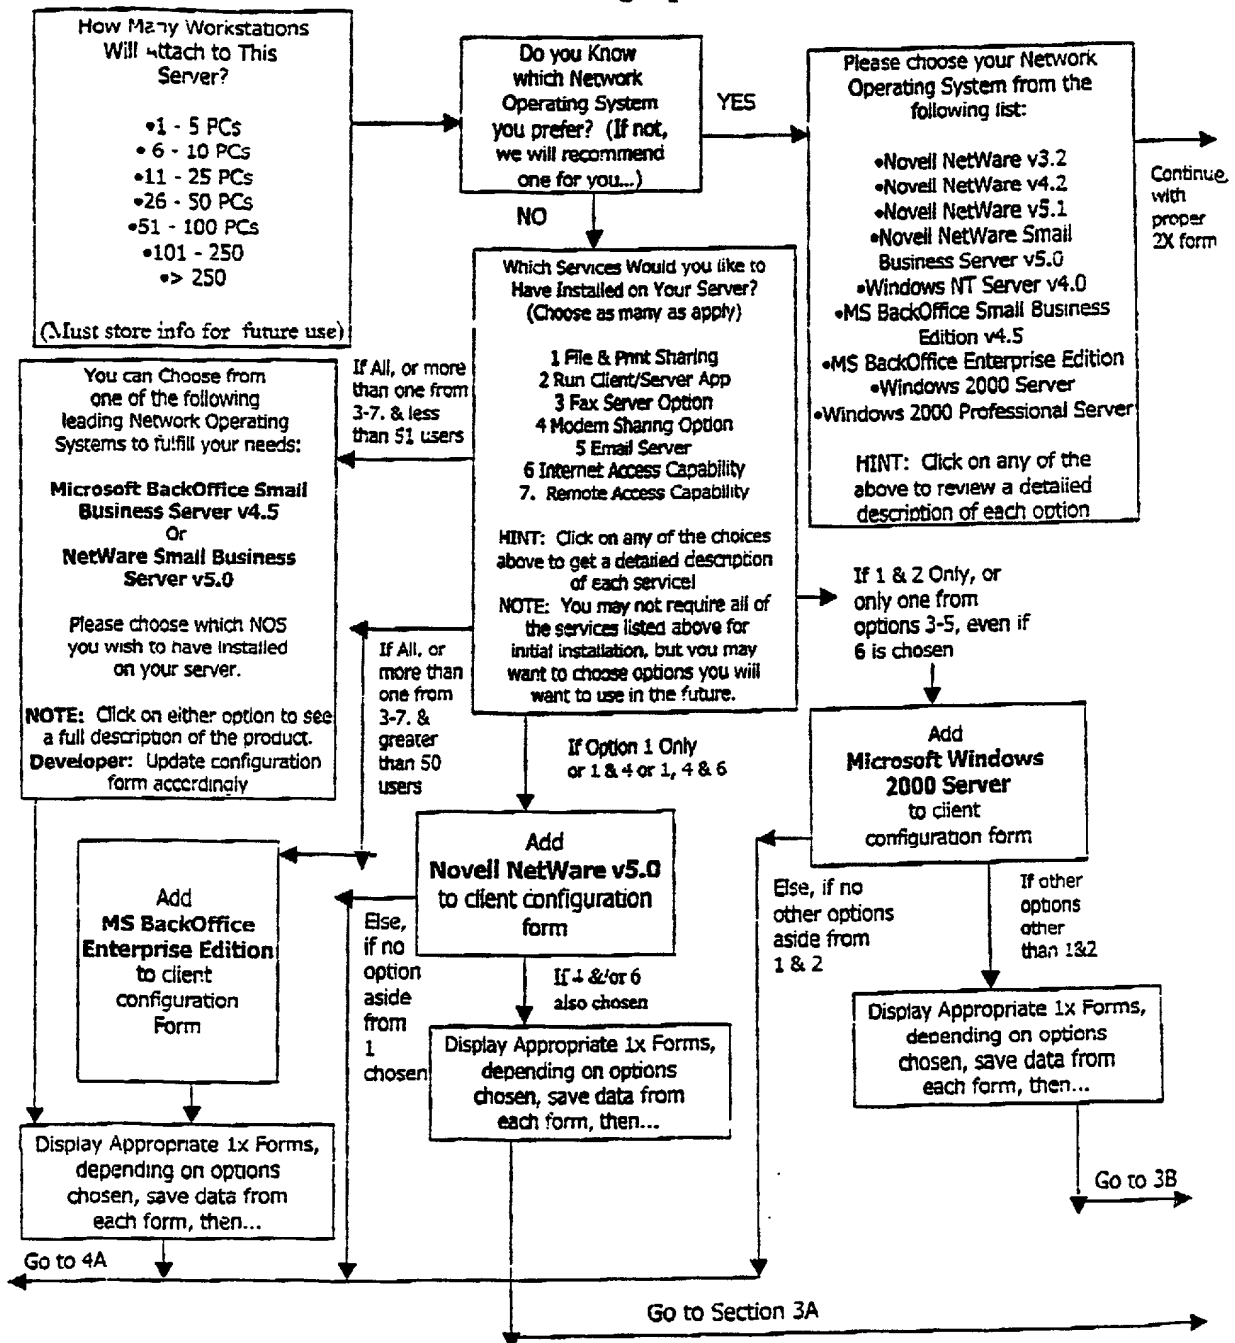 How Many Workstations
Will Attach to This
Server?
•1 - 5 PCs
• 6 - 10 PCs
•11 - 25 PCs
•26 - 50 PCs
•51 - 100 PCs
•101 - 250
•> 250
(Must store info for future use)
Do you Know
which Network
Operating System
you prefer? (If not,
we will recommend
one for you...)
YES
NO
Please choose your Network
Operating System from the
following list:
•Novell NetWare v3.2
•Novell NetWare v4.2
•Novell NetWare v5.1
•Novell NetWare Small
Business Server v5.0
•Windows NT Server v4.0
•MS BackOffice Small Business
Edition v4.5
•MS BackOffice Enterprise Edition
•Windows 2000 Server
•Windows 2000 Professional Server
HINT: Click on any of the
above to review a detailed
description of each option
Continue
with
proper
2X form
Which Services Would you like to
Have Installed on Your Server?
(Choose as many as apply)
1 File & Print Sharing
2 Run Client/Server App
3 Fax Server Option
4 Modem Sharing Option
5 Email Server
6 Internet Access Capability
7. Remote Access Capability
HINT: Click on any of the choices
above to get a detailed description
of each service!
NOTE: You may not require all of
the services listed above for
initial installation, but you may
want to choose options you will
want to use in the future.
If All, or more
than one from
3-7. & less
than 51 users
You can Choose from
one of the following
leading Network Operating
Systems to fulfill your needs:
Microsoft BackOffice Small
Business Server v4.5
Or
NetWare Small Business
Server v5.0
Please choose which NOS
you wish to have installed
on your server.
NOTE: Click on either option to see
a full description of the product.
Developer: Update configuration
form accordingly
If All, or
more than
one from
3-7. &
greater
than 50
users
If Option 1 Only
or 1 & 4 or 1, 4 & 6
If 1 & 2 Only, or
only one from
options 3-5, even if
6 is chosen
Add
Microsoft Windows
2000 Server
to client
configuration form
Add
Novell NetWare v5.0
to client configuration
form
Add
MS BackOffice
Enterprise Edition
to client
configuration
Form
Else,
if no
option
aside
from
1
chosen
If 4 &/or 6
also chosen
Else, if no
other options
aside from
1 & 2
If other
options
other
than 1&2
Display Appropriate 1x Forms,
depending on options
chosen, save data from
each form, then...
Display Appropriate 1x Forms,
depending on options
chosen, save data from
each form, then...
Display Appropriate 1x Forms,
depending on options
chosen, save data from
each form, then...
Go to 3B
Go to 4A
Go to Section 3A